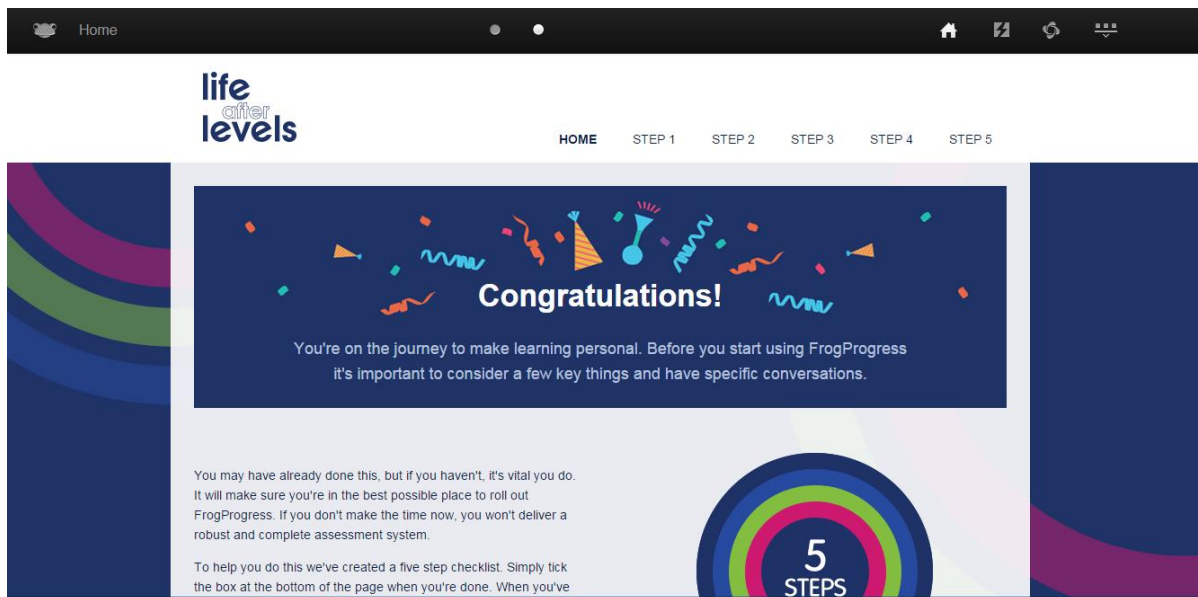 Home
life
after
levels
HOME STEP 1 STEP 2 STEP 3 STEP 4 STEP 5
Congratulations!
You're on the journey to make learning personal. Before you start using FrogProgress
it's important to consider a few key things and have specific conversations.
You may have already done this, but if you haven't, it's vital you do.
It will make sure you're in the best possible place to roll out
FrogProgress. If you don't make the time now, you won't deliver a
robust and complete assessment system.
To help you do this we've created a five step checklist. Simply tick
the box at the bottom of the page when you're done. When you've
5
STEPS